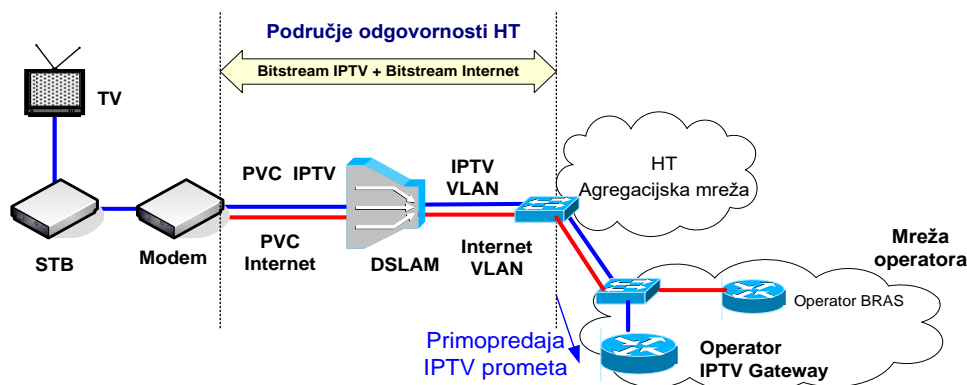 Područje odgovornosti HT
Bitstream IPTV + Bitstream Internet
TV
HT
Agregacijska mreža
PVC IPTV
IPTV
VLAN
STB
Modem
PVC
Internet
DSLAM
Internet
VLAN
Mreža
operatora
Operator BRAS
Primopredaja
IPTV prometa
Operator
IPTV Gateway